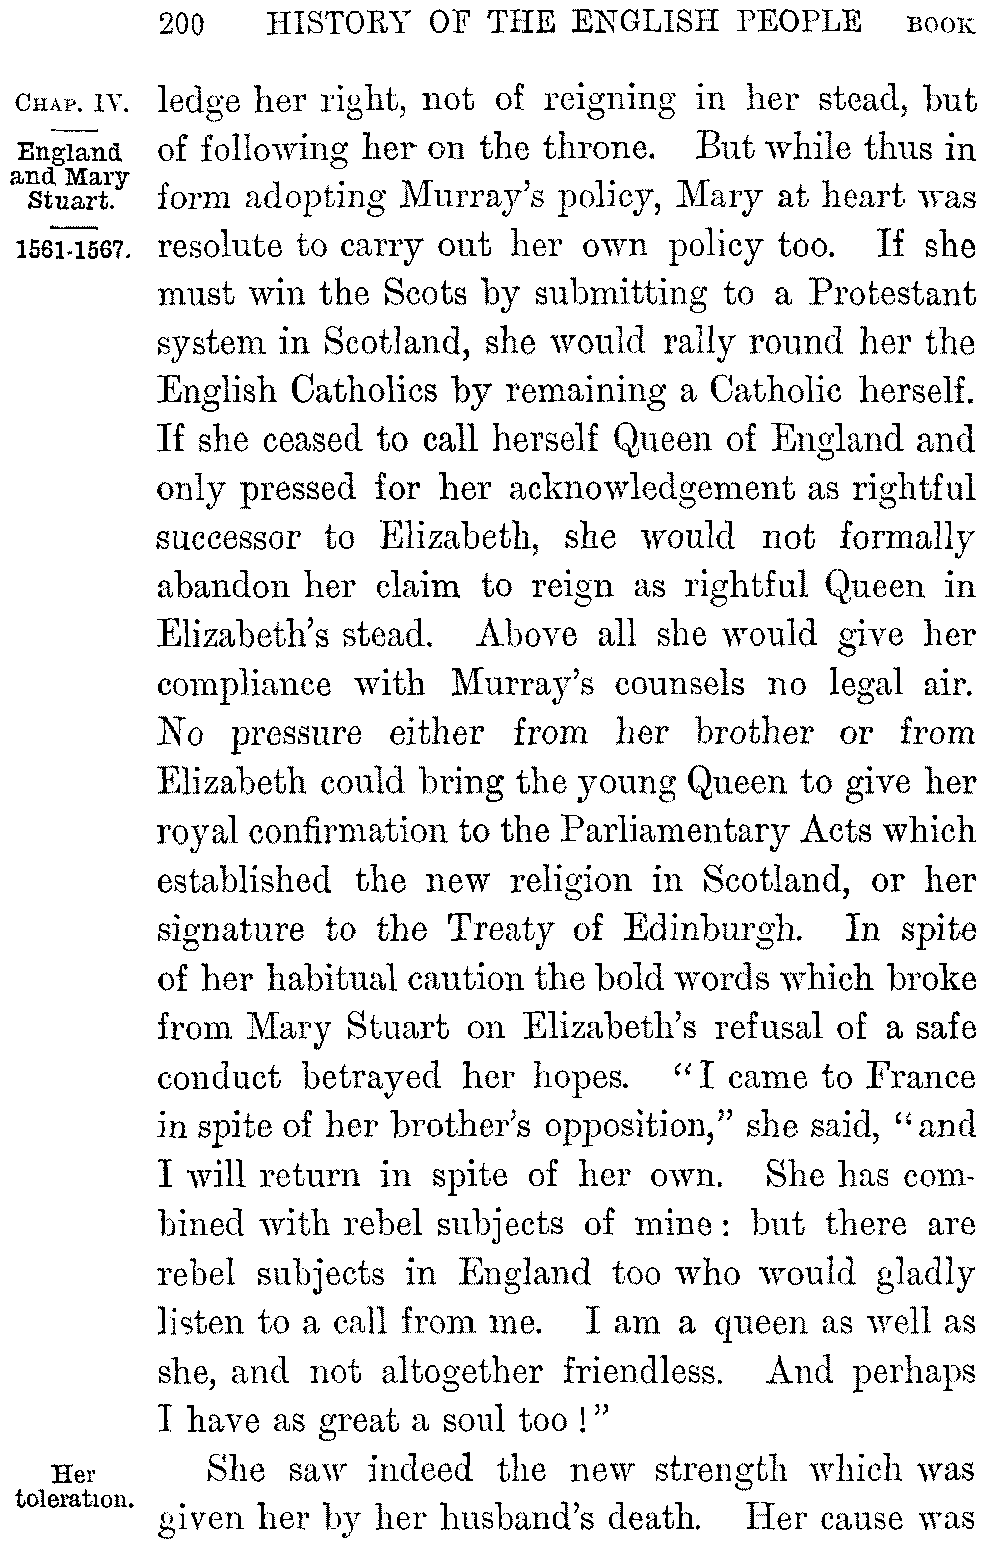 200 HISTORY OF THE ENGLISH PEOPLE BOOK
CHAP. IV.
England
and Mary
Stuart.
1561-1567.
ledge her right, not of reigning in her stead, but
of following her on the throne. But while thus in
form adopting Murray's policy, Mary at heart was
resolute to carry out her own policy too. If she
must win the Scots by submitting to a Protestant
system in Scotland, she would rally round her the
English Catholics by remaining a Catholic herself.
If she ceased to call herself Queen of England and
only pressed for her acknowledgement as rightful
successor to Elizabeth, she would not formally
abandon her claim to reign as rightful Queen in
Elizabeth's stead. Above all she would give her
compliance with Murray's counsels no legal air.
No pressure either from her brother or from
Elizabeth could bring the young Queen to give her
royal confirmation to the Parliamentary Acts which
established the new religion in Scotland, or her
signature to the Treaty of Edinburgh. In spite
of her habitual caution the bold words which broke
from Mary Stuart on Elizabeth's refusal of a safe
conduct betrayed her hopes. "I came to France
in spite of her brother's opposition," she said, "and
I will return in spite of her own. She has com-
bined with rebel subjects of mine: but there are
rebel subjects in England too who would gladly
listen to a call from me. I am a queen as well as
she, and not altogether friendless. And perhaps
I have as great a soul too!"
Her
toleration.
She saw indeed the new strength which was
given her by her husband's death. Her cause was